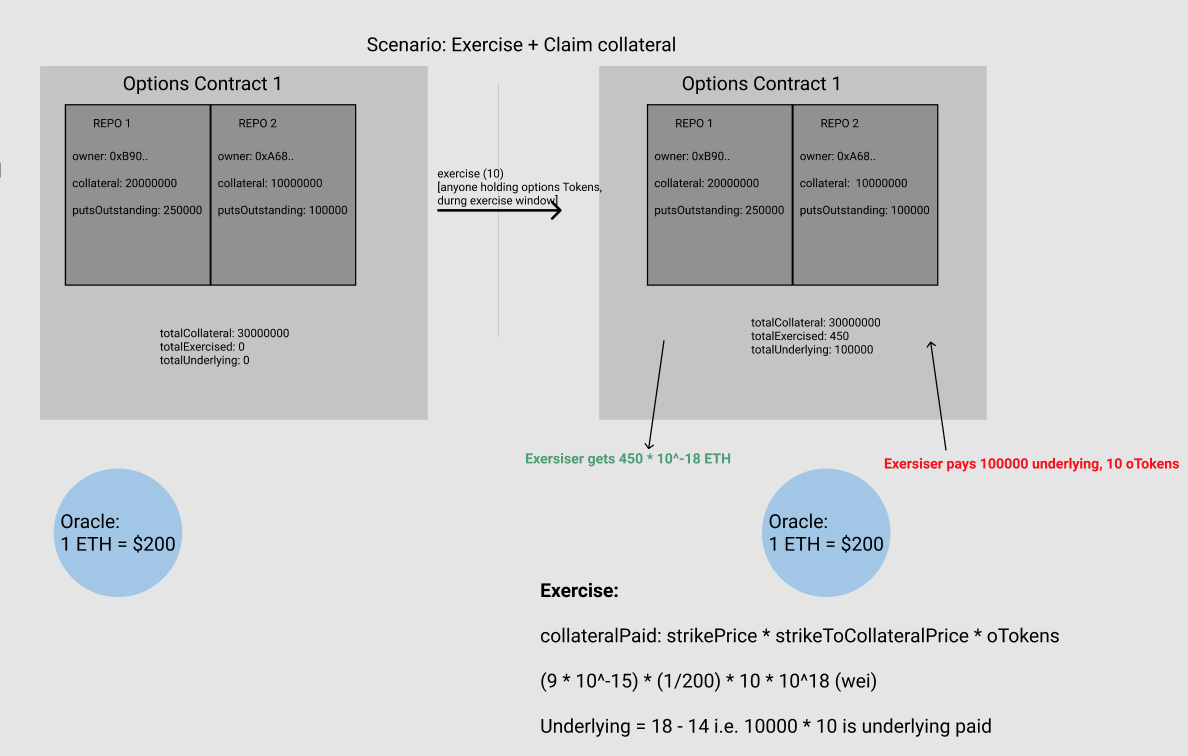 Scenario: Exercise + Claim collateral
Options Contract 1
REPO 1
REPO 2
owner: 0xB90..
owner: 0xA68..
collateral: 20000000
collateral: 10000000
putsOutstanding: 250000
putsOutstanding: 100000
totalCollateral: 30000000
totalExercised: 0
totalUnderlying: 0
exercise (10)
[anyone holding options Tokens,
durng exercise window]
Options Contract 1
REPO 1
REPO 2
owner: 0xB90..
owner: 0xA68..
collateral: 20000000
collateral: 10000000
putsOutstanding: 250000
putsOutstanding: 100000
totalCollateral: 30000000
totalExercised: 450
totalUnderlying: 100000
Exersiser gets 450 * 10^-18 ETH
Exersiser pays 100000 underlying, 10 oTokens
Oracle:
1 ETH = $200
Oracle:
1 ETH = $200
Exercise:
collateralPaid: strikePrice * strikeToCollateralPrice * oTokens
(9 * 10^-15) * (1/200) * 10 * 10^18 (wei)
Underlying = 18 - 14 i.e. 10000 * 10 is underlying paid